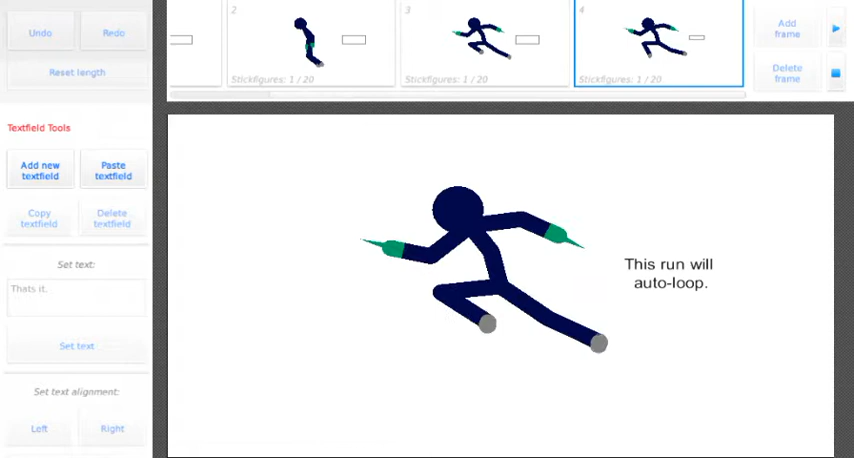 Undo
Redo
Reset length
Textfield Tools
Add new
textfield
Paste
textfield
Copy
textfield
Delete
textfield
Set text:
Thats it.
Set text
Set text alignment:
Left
Right
2
Stickfigures: 1 / 20
3
Stickfigures: 1 / 20
4
Stickfigures: 1 / 20
Add
frame
Delete
frame
This run will
auto-loop.